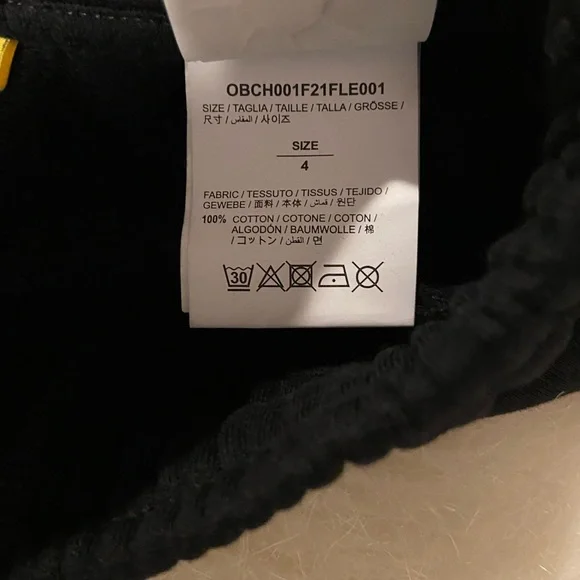 OBCH001F21FLE001
SIZE / TAGLIA / TAILLE / TALLA / GRÖSSE /
尺寸 / المقاس / 사이즈
SIZE
4
FABRIC / TESSUTO / TISSUS / TEJIDO /
GEWEBE / 面料 / 本体 / قماش / 원단
100% COTTON / COTONE / COTON /
ALGODÓN / BAUMWOLLE / 棉
/ コットン / القطن / 면
30